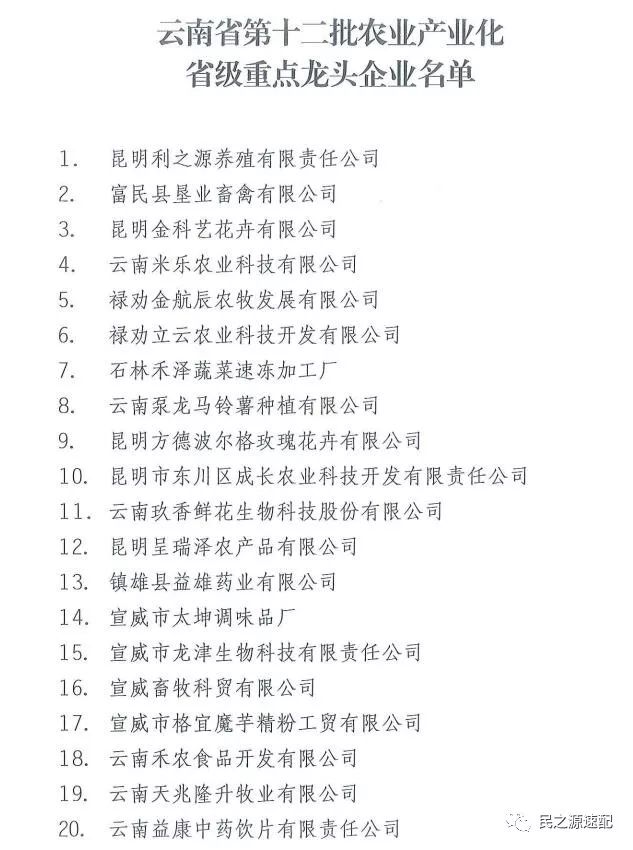 云南省第十二批农业产业化
省级重点龙头企业名单
1. 昆明利之源养殖有限责任公司
2. 富民县垦业畜禽有限公司
3. 昆明金科艺花卉有限公司
4. 云南米乐农业科技有限公司
5. 禄劝金航辰农牧发展有限公司
6. 禄劝立云农业科技开发有限公司
7. 石林禾泽蔬菜速冻加工厂
8. 云南泵龙马铃薯种植有限公司
9. 昆明方德波尔格玫瑰花卉有限公司
10. 昆明市东川区成长农业科技开发有限责任公司
11. 云南玖香鲜花生物科技股份有限公司
12. 昆明呈瑞泽农产品有限公司
13. 镇雄县益雄药业有限公司
14. 宣威市太坤调味品厂
15. 宣威市龙津生物科技有限责任公司
16. 宣威畜牧科贸有限公司
17. 宣威市格宜魔芋精粉工贸有限公司
18. 云南禾农食品开发有限公司
19. 云南天兆隆升牧业有限公司
20. 云南益康中药饮片有限责任公司
民之源速配